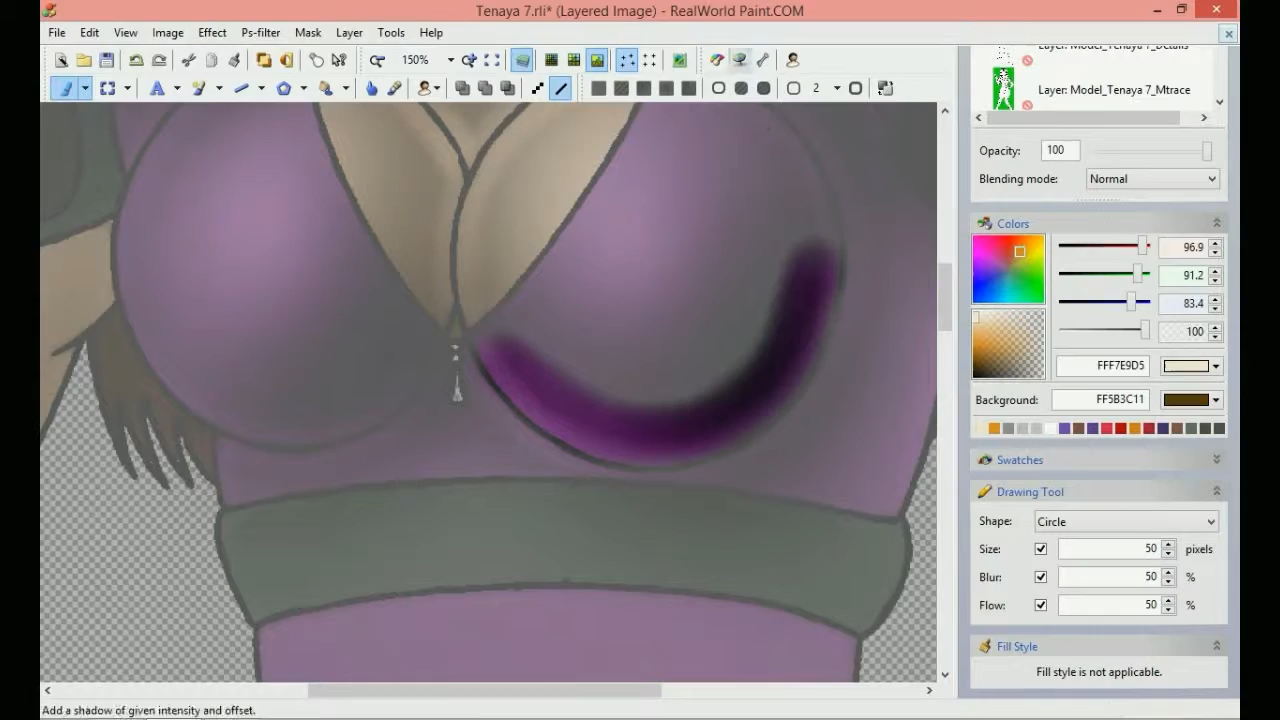 Tenaya 7.rli* (Layered Image) - RealWorld Paint.COM
File Edit View Image Effect Ps-filter Mask Layer Tools Help
150%
2
Layer: Model_Tenaya 7_Details
Layer: Model_Tenaya 7_Mtrace
Opacity: 100
Blending mode: Normal
Colors
96.9
91.2
83.4
100
FFF7E9D5
Background: FF5B3C11
Swatches
Drawing Tool
Shape: Circle
Size: 50 pixels
Blur: 50 %
Flow: 50 %
Fill Style
Fill style is not applicable.
Add a shadow of given intensity and offset.